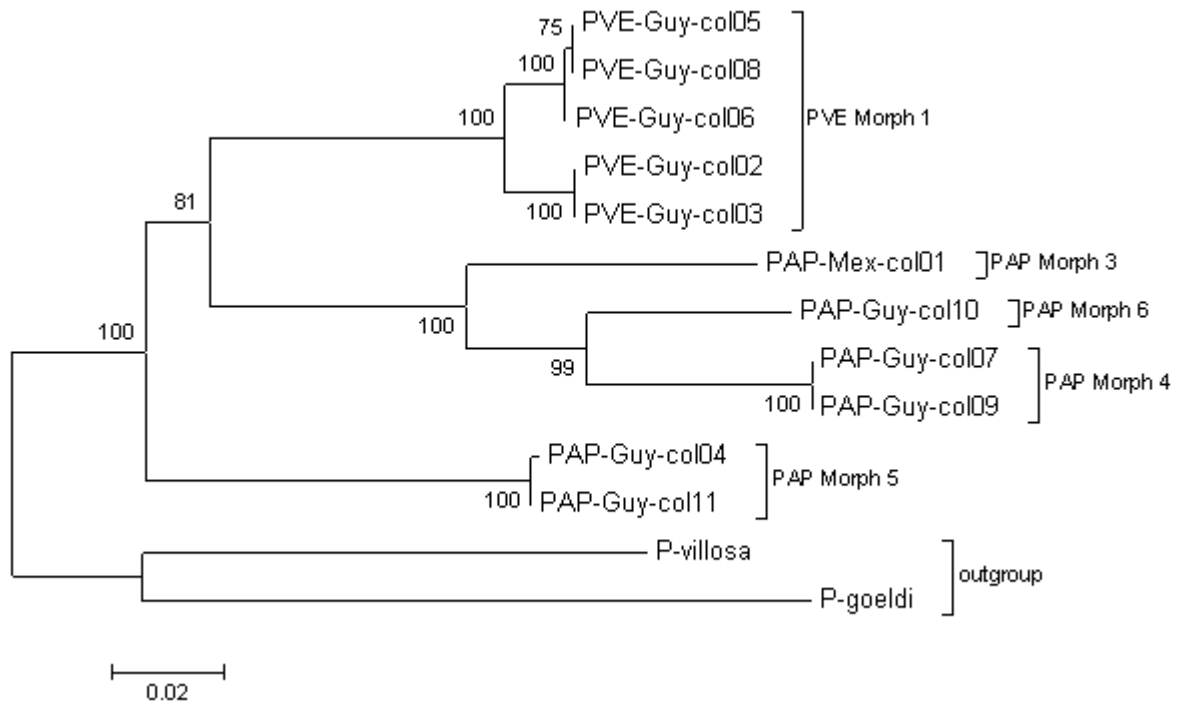 75
PVE-Guy-col05
100
PVE-Guy-col08
100
PVE-Guy-col06
PVE Morph 1
PVE-Guy-col02
81
100
PVE-Guy-col03
PAP-Mex-col01
PAP Morph 3
PAP-Guy-col10
PAP Morph 6
100
100
PAP-Guy-col07
99
PAP Morph 4
100
PAP-Guy-col09
PAP-Guy-col04
PAP Morph 5
100
PAP-Guy-col11
P-villosa
outgroup
P-goeldi
0.02